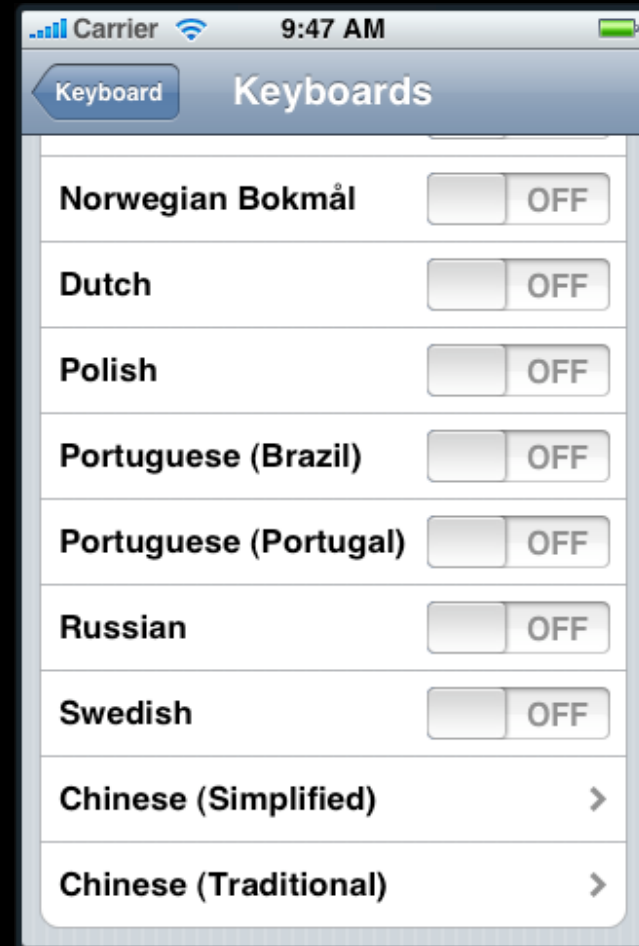 Carrier 9:47 AM
Keyboard Keyboards
Norwegian Bokmål OFF
Dutch OFF
Polish OFF
Portuguese (Brazil) OFF
Portuguese (Portugal) OFF
Russian OFF
Swedish OFF
Chinese (Simplified)
Chinese (Traditional)